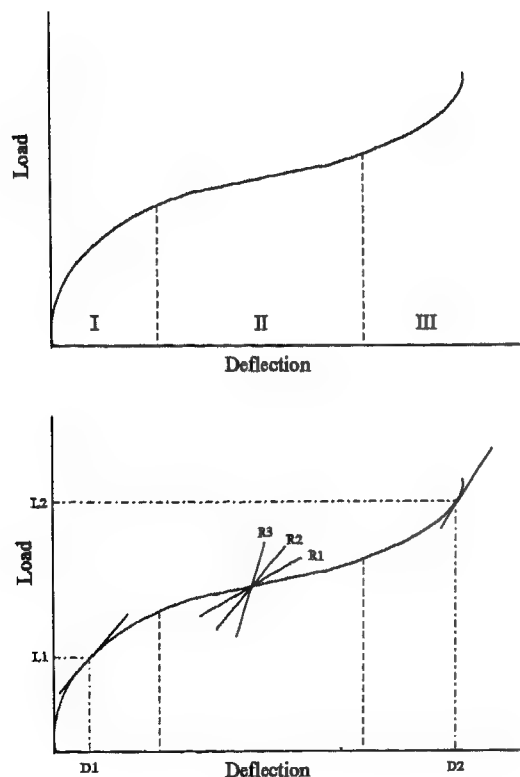 Load
I II III
Deflection
L2
R3
R2
R1
Load
L1
D1 Deflection D2